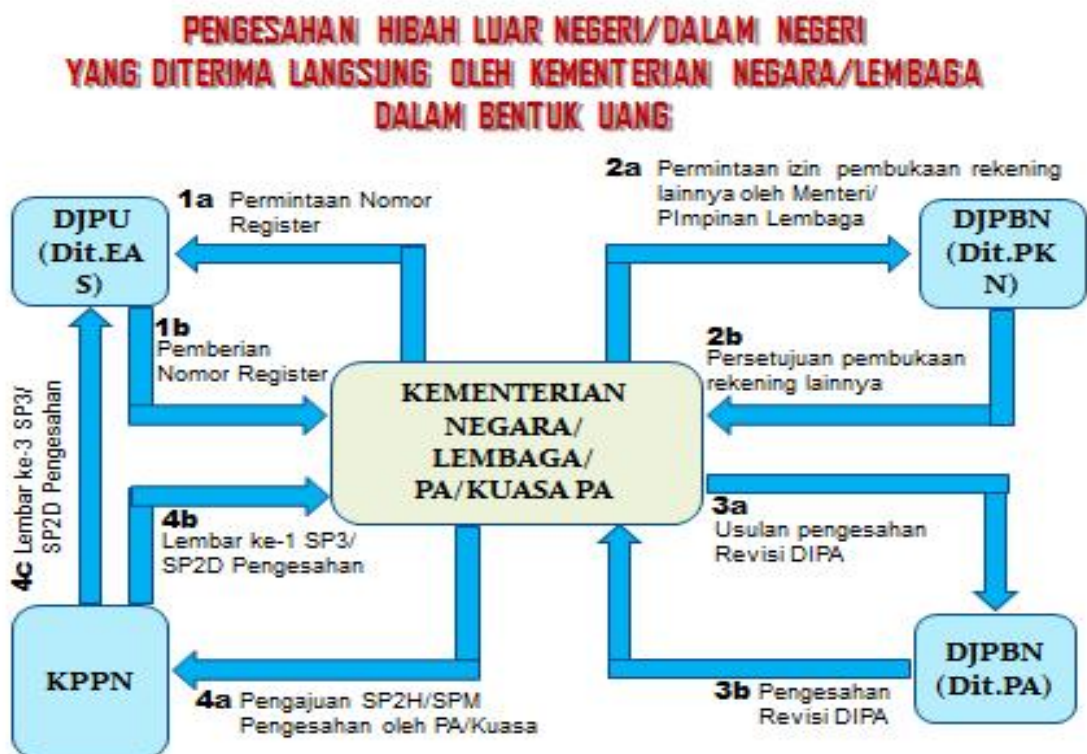 PENGESAHAN HIBAH LUAR NEGERI/DALAM NEGERI
YANG DITERIMA LANGSUNG OLEH KEMENTERIAN NEGARA/LEMBAGA
DALAM BENTUK UANG
1a Permintaan Nomor
Register
2a Permintaan izin pembukaan rekening
lainnya oleh Menteri/
PImpinan Lembaga
DJPU
(Dit.EA
S)
DJPBN
(Dit.PK
N)
1b
Pemberian
Nomor Register
2b
Persetujuan pembukaan
rekening lainnya
KEMENTERIAN
NEGARA/
LEMBAGA/
PA/KUASA PA
4c Lembar ke-3 SP3/
SP2D Pengesahan
4b
Lembar ke-1 SP3/
SP2D Pengesahan
3a
Usulan pengesahan
Revisi DIPA
KPPN
4a Pengajuan SP2H/SPM
Pengesahan oleh PA/Kuasa
3b Pengesahan
Revisi DIPA
DJPBN
(Dit.PA)